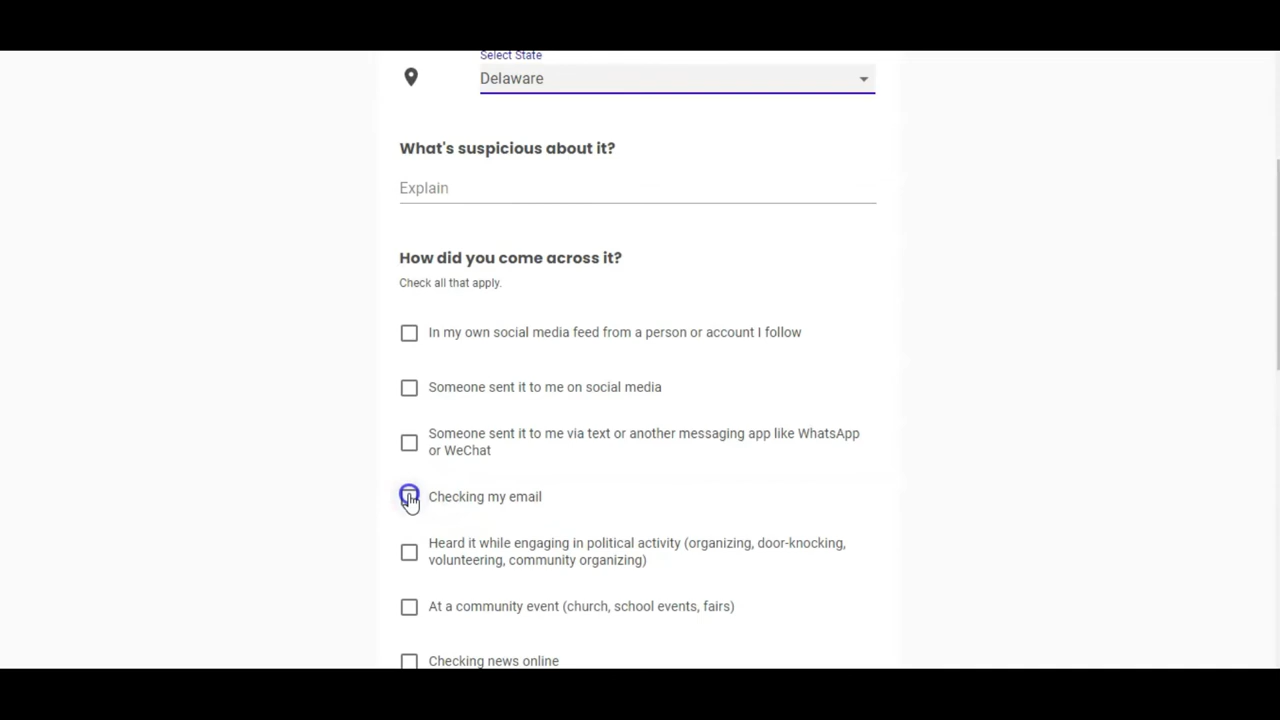 Select State
Delaware
What's suspicious about it?
Explain
How did you come across it?
Check all that apply.
In my own social media feed from a person or account I follow
Someone sent it to me on social media
Someone sent it to me via text or another messaging app like WhatsApp
or WeChat
Checking my email
Heard it while engaging in political activity (organizing, door-knocking,
volunteering, community organizing)
At a community event (church, school events, fairs)
Checking news online